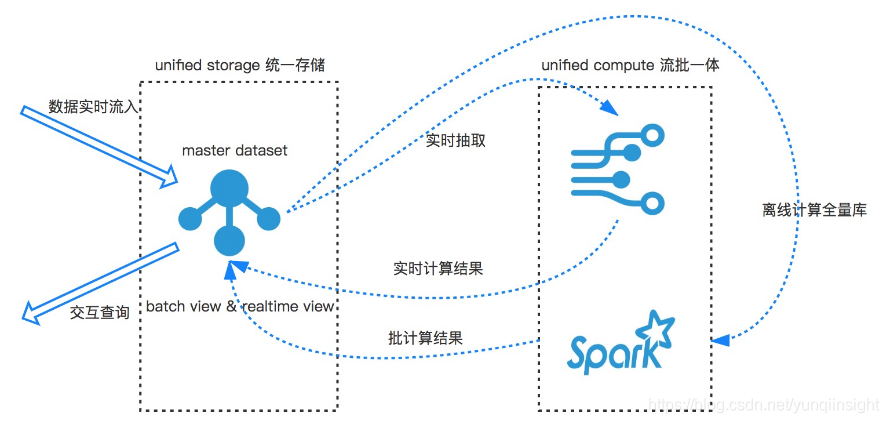 unified storage 统一存储
unified compute 流批一体
数据实时流入
master dataset
实时抽取
离线计算全量库
实时计算结果
交互查询
batch view & realtime view
批计算结果
Spark
https://blog.csdn.net/yunqiinsight